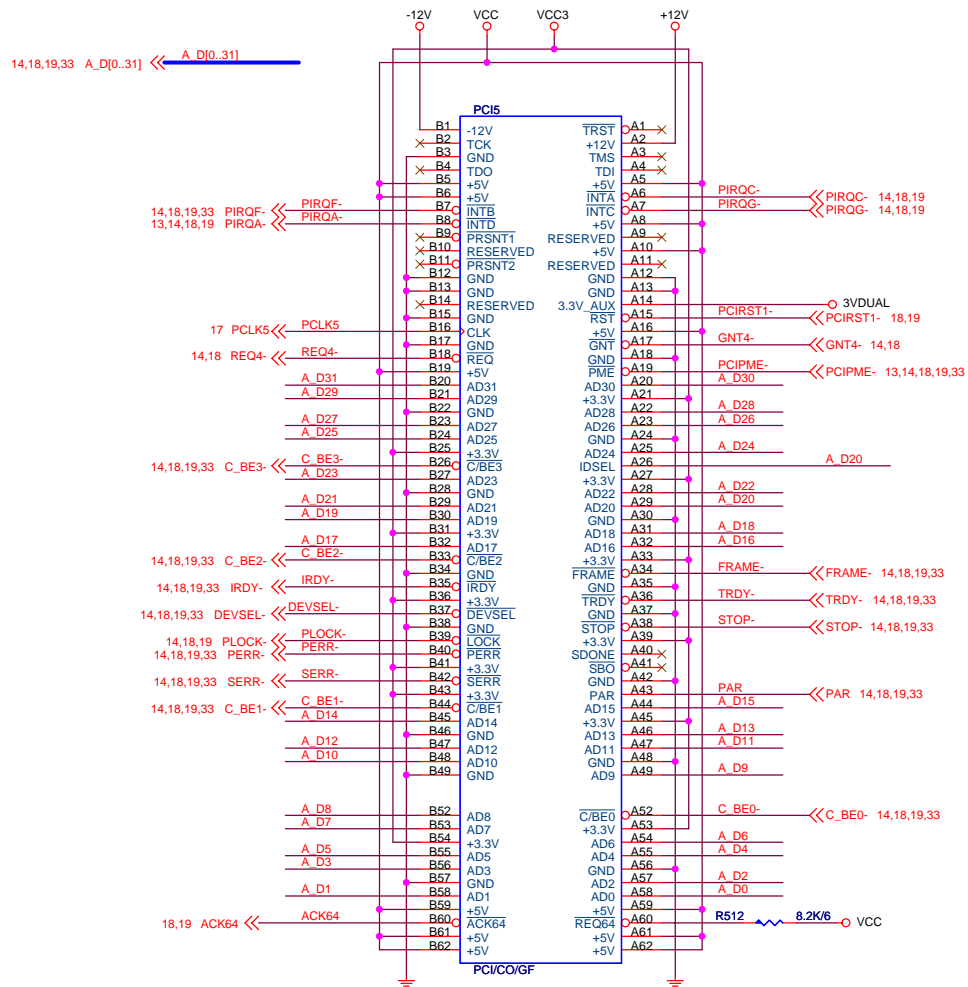 -12V VCC VCC3 +12V
14,18,19,33 A_D[0..31] A_D[0..31]
PCI5
B1 -12V TRST A1
B2 TCK +12V A2
B3 GND TMS A3
B4 TDO TDI A4
B5 +5V +5V A5
B6 +5V INTA A6 PIRQC- PIRQC- 14,18,19
14,18,19,33 PIRQF- PIRQF- B7 INTB INTC A7 PIRQG- PIRQG- 14,18,19
13,14,18,19 PIRQA- PIRQA- B8 INTD +5V A8
B9 PRSNT1 RESERVED A9
B10 RESERVED +5V A10
B11 PRSNT2 RESERVED A11
B12 GND GND A12
B13 GND GND A13
B14 RESERVED 3.3V_AUX A14 3VDUAL
B15 GND RST A15 PCIRST1- PCIRST1- 18,19
17 PCLK5 PCLK5 B16 CLK +5V A16
B17 GND GNT A17 GNT4- GNT4- 14,18
14,18 REQ4- REQ4- B18 REQ GND A18
B19 +5V PME A19 PCIPME- PCIPME- 13,14,18,19,33
A_D31 B20 AD31 AD30 A20 A_D30
A_D29 B21 AD29 +3.3V A21
B22 GND AD28 A22 A_D28
A_D27 B23 AD27 AD26 A23 A_D26
A_D25 B24 AD25 GND A24
B25 +3.3V AD24 A25 A_D24
14,18,19,33 C_BE3- C_BE3- B26 C/BE3 IDSEL A26 A_D20
A_D23 B27 AD23 +3.3V A27
B28 GND AD22 A28 A_D22
A_D21 B29 AD21 AD20 A29 A_D20
A_D19 B30 AD19 GND A30
B31 +3.3V AD18 A31 A_D18
A_D17 B32 AD17 AD16 A32 A_D16
14,18,19,33 C_BE2- C_BE2- B33 C/BE2 +3.3V A33
B34 GND FRAME A34 FRAME- FRAME- 14,18,19,33
14,18,19,33 IRDY- IRDY- B35 IRDY GND A35
B36 +3.3V TRDY A36 TRDY- TRDY- 14,18,19,33
14,18,19,33 DEVSEL- DEVSEL- B37 DEVSEL GND A37
B38 GND STOP A38 STOP- STOP- 14,18,19,33
14,18,19 PLOCK- PLOCK- B39 LOCK +3.3V A39
14,18,19,33 PERR- PERR- B40 PERR SDONE A40
B41 +3.3V SBO A41
14,18,19,33 SERR- SERR- B42 SERR GND A42
B43 +3.3V PAR A43 PAR PAR 14,18,19,33
14,18,19,33 C_BE1- C_BE1- B44 C/BE1 AD15 A44 A_D15
A_D14 B45 AD14 +3.3V A45
B46 GND AD13 A46 A_D13
A_D12 B47 AD12 AD11 A47 A_D11
A_D10 B48 AD10 GND A48
B49 GND AD9 A49 A_D9
A_D8 B52 AD8 C/BE0 A52 C_BE0- C_BE0- 14,18,19,33
A_D7 B53 AD7 +3.3V A53
B54 +3.3V AD6 A54 A_D6
A_D5 B55 AD5 AD4 A55 A_D4
A_D3 B56 AD3 GND A56
B57 GND AD2 A57 A_D2
A_D1 B58 AD1 AD0 A58 A_D0
B59 +5V +5V A59
18,19 ACK64 ACK64 B60 ACK64 REQ64 A60 R512 8.2K/6 VCC
B61 +5V +5V A61
B62 +5V +5V A62
PCI/CO/GF